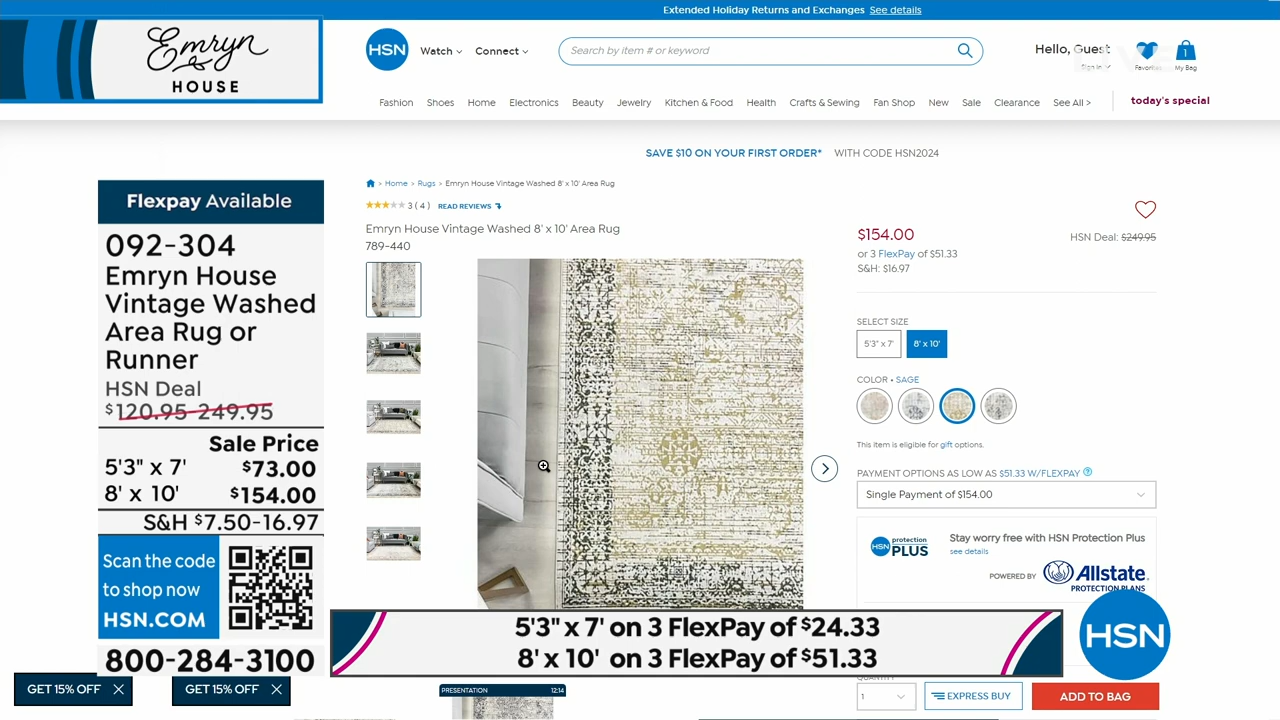 Extended Holiday Returns and Exchanges See details
Emryn
HOUSE
HSN
Watch
Connect
Search by item # or keyword
Hello, Guest
Sign In
Favorites
1
My Bag
Fashion Shoes Home Electronics Beauty Jewelry Kitchen & Food Health Crafts & Sewing Fan Shop New Sale Clearance See All >
today's special
SAVE $10 ON YOUR FIRST ORDER* WITH CODE HSN2024
Flexpay Available
092-304
Emryn House
Vintage Washed
Area Rug or
Runner
HSN Deal
$120.95-249.95
Sale Price
5'3" x 7' $73.00
8' x 10' $154.00
S&H $7.50-16.97
Scan the code
to shop now
HSN.COM
800-284-3100
GET 15% OFF
GET 15% OFF
> Home > Rugs > Emryn House Vintage Washed 8' x 10' Area Rug
3 ( 4 ) READ REVIEWS
Emryn House Vintage Washed 8' x 10' Area Rug
789-440
$154.00
HSN Deal: $249.95
or 3 FlexPay of $51.33
S&H: $16.97
SELECT SIZE
5'3" x 7' 8' x 10'
COLOR • SAGE
This item is eligible for gift options.
PAYMENT OPTIONS AS LOW AS $51.33 W/FLEXPAY
Single Payment of $154.00
HSN protection PLUS
Stay worry free with HSN Protection Plus
see details
POWERED BY Allstate
PROTECTION PLANS
5'3" x 7' on 3 FlexPay of $24.33
8' x 10' on 3 FlexPay of $51.33
HSN
PRESENTATION 12:14
QUANTITY
1
EXPRESS BUY
ADD TO BAG